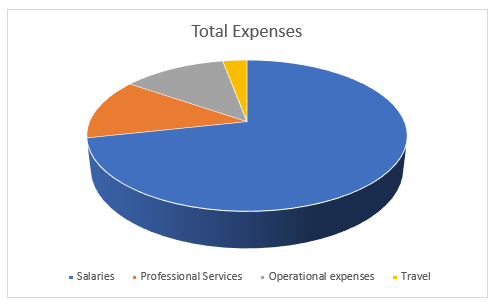 Total Expenses
Salaries Professional Services Operational expenses Travel